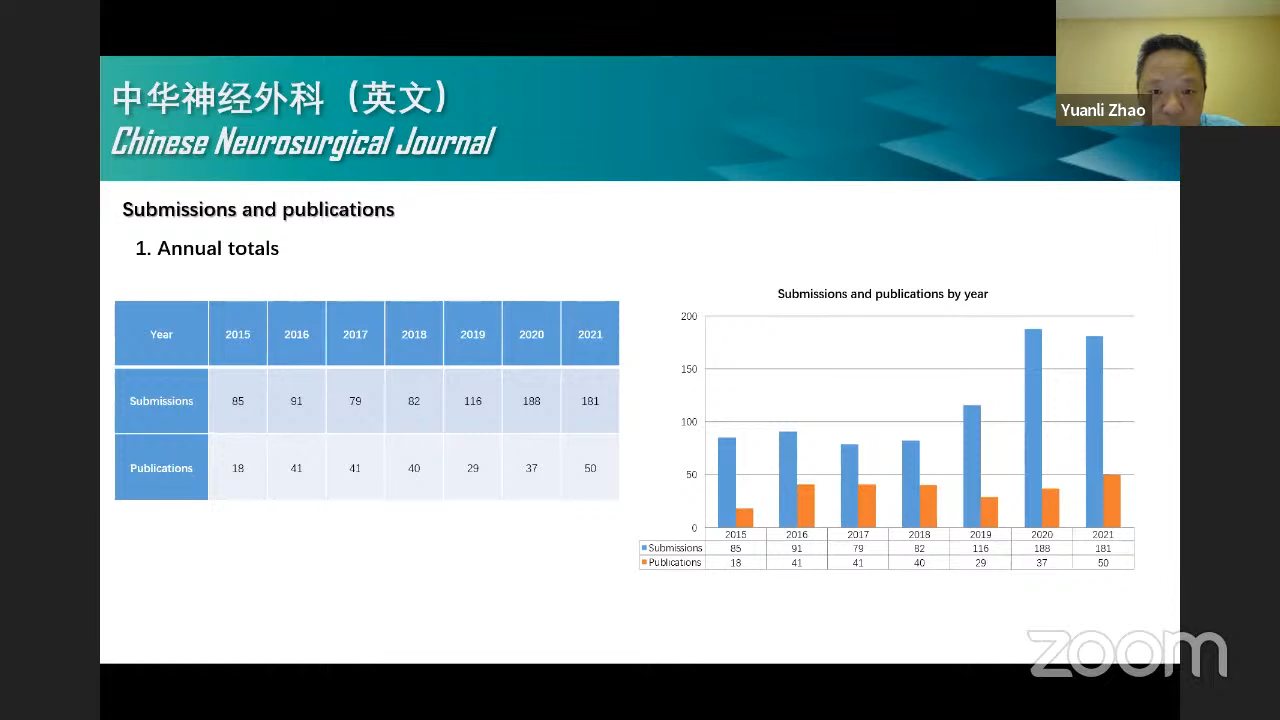 中华神经外科（英文）
Chinese Neurosurgical Journal
Yuanli Zhao
Submissions and publications
1. Annual totals
Year 2015 2016 2017 2018 2019 2020 2021
Submissions 85 91 79 82 116 188 181
Publications 18 41 41 40 29 37 50
Submissions and publications by year
200
150
100
50
0
2015 2016 2017 2018 2019 2020 2021
Submissions 85 91 79 82 116 188 181
Publications 18 41 41 40 29 37 50
zoom